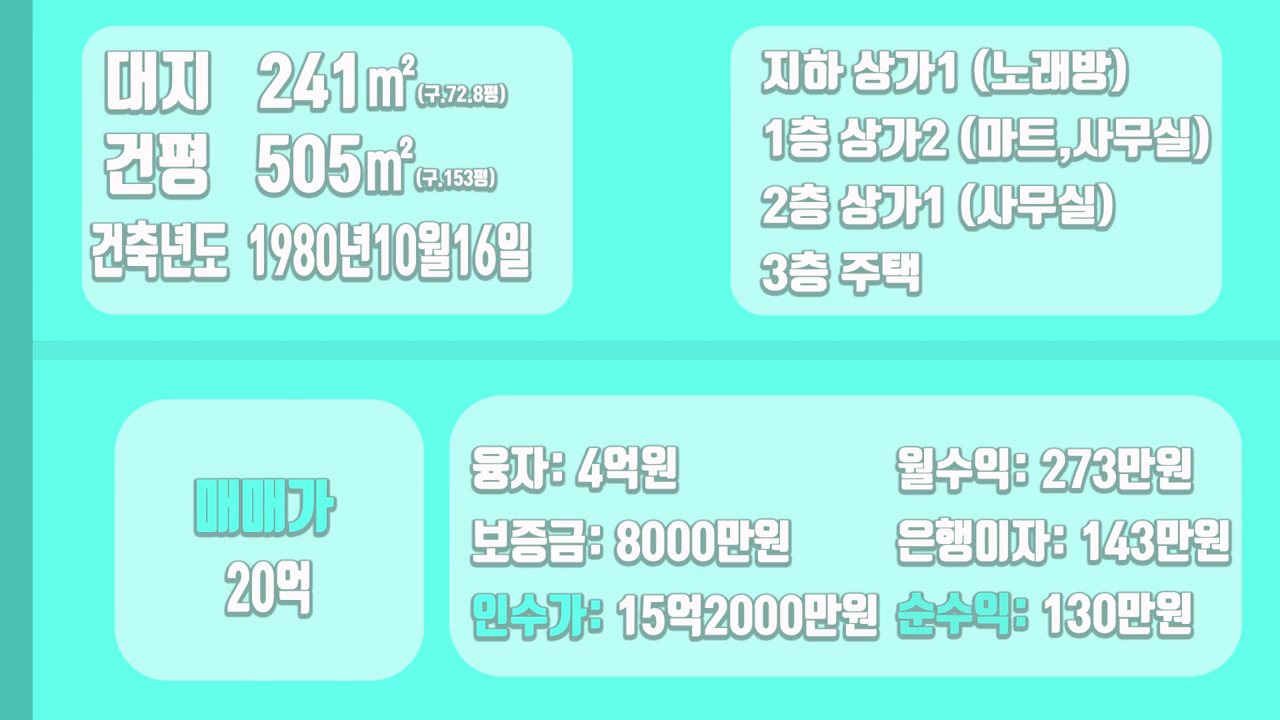 대지 241㎡(구.72.8평)
건평 505㎡(구.153평)
건축년도 1980년10월16일
지하 상가1 (노래방)
1층 상가2 (마트,사무실)
2층 상가1 (사무실)
3층 주택
매매가
20억
융자: 4억원
보증금: 8000만원
인수가: 15억2000만원
월수익: 273만원
은행이자: 143만원
순수익: 130만원